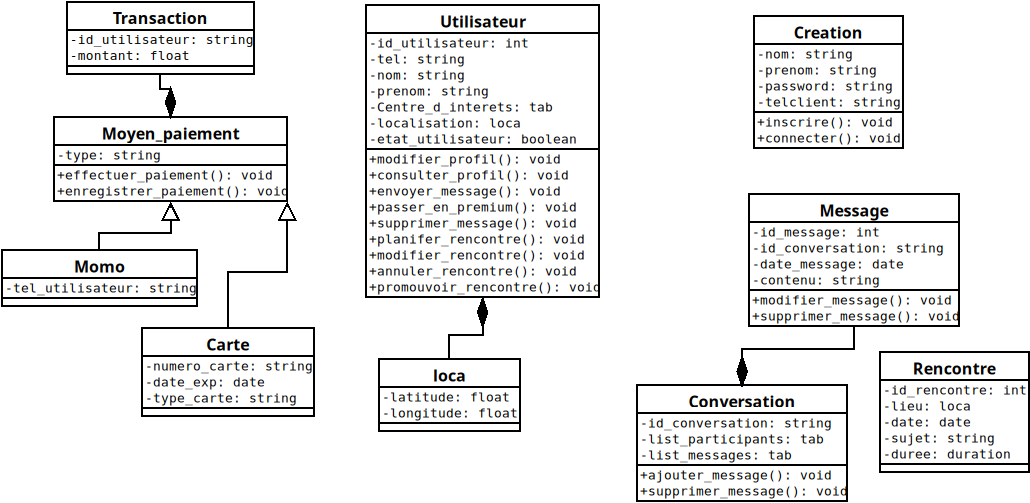 Transaction
-id_utilisateur: string
-montant: float
Moyen_paiement
-type: string
+effectuer_paiement(): void
+enregistrer_paiement(): void
Momo
-tel_utilisateur: string
Carte
-numero_carte: string
-date_exp: date
-type_carte: string
Utilisateur
-id_utilisateur: int
-tel: string
-nom: string
-prenom: string
-Centre_d_interets: tab
-localisation: loca
-etat_utilisateur: boolean
+modifier_profil(): void
+consulter_profil(): void
+envoyer_message(): void
+passer_en_premium(): void
+supprimer_message(): void
+planifer_rencontre(): void
+modifier_rencontre(): void
+annuler_rencontre(): void
+promouvoir_rencontre(): void
loca
-latitude: float
-longitude: float
Creation
-nom: string
-prenom: string
-password: string
-telclient: string
+inscrire(): void
+connecter(): void
Message
-id_message: int
-id_conversation: string
-date_message: date
-contenu: string
+modifier_message(): void
+supprimer_message(): void
Conversation
-id_conversation: string
-list_participants: tab
-list_messages: tab
+ajouter_message(): void
+supprimer_message(): void
Rencontre
-id_rencontre: int
-lieu: loca
-date: date
-sujet: string
-duree: duration